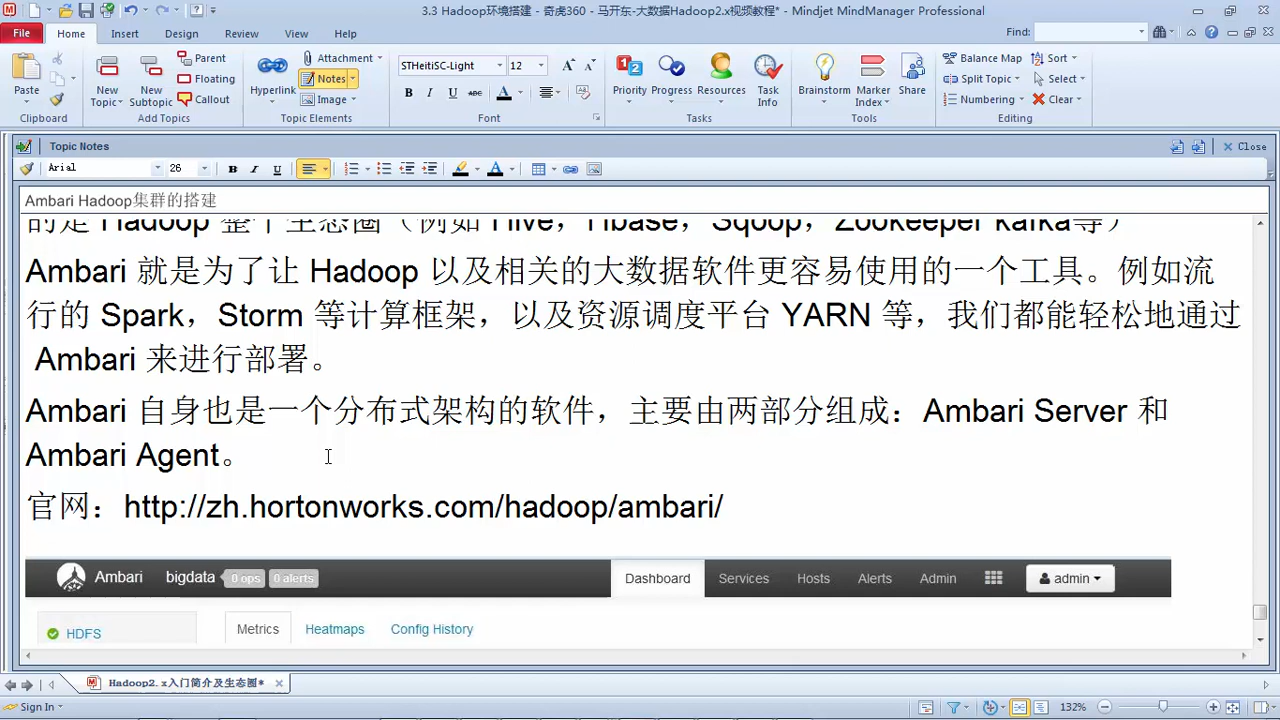 3.3 Hadoop环境搭建 - 奇虎360 - 马开东-大数据Hadoop2.x视频教程* - Mindjet MindManager Professional
File Home Insert Design Review View Help Find:
Paste New Topic New Subtopic Parent Floating Callout Hyperlink Attachment Notes Image STHeitiSC-Light 12 Priority Progress Resources Task Info Brainstorm Marker Index Share Balance Map Sort Split Topic Select Numbering Clear
Clipboard Add Topics Topic Elements Font Tasks Tools Editing
Topic Notes Close
Arial 26 B I U
Ambari Hadoop集群的搭建
的是 Hadoop 整个生态圈（例如 Hive，Hbase，Sqoop，Zookeeper kafka等）
Ambari 就是为了让 Hadoop 以及相关的大数据软件更容易使用的一个工具。例如流
行的 Spark，Storm 等计算框架，以及资源调度平台 YARN 等，我们都能轻松地通过
Ambari 来进行部署。
Ambari 自身也是一个分布式架构的软件，主要由两部分组成：Ambari Server 和
Ambari Agent。
官网：http://zh.hortonworks.com/hadoop/ambari/
Ambari bigdata 0 ops 0 alerts Dashboard Services Hosts Alerts Admin admin
HDFS Metrics Heatmaps Config History
Hadoop2. x入门简介及生态圈*
Sign In 132%